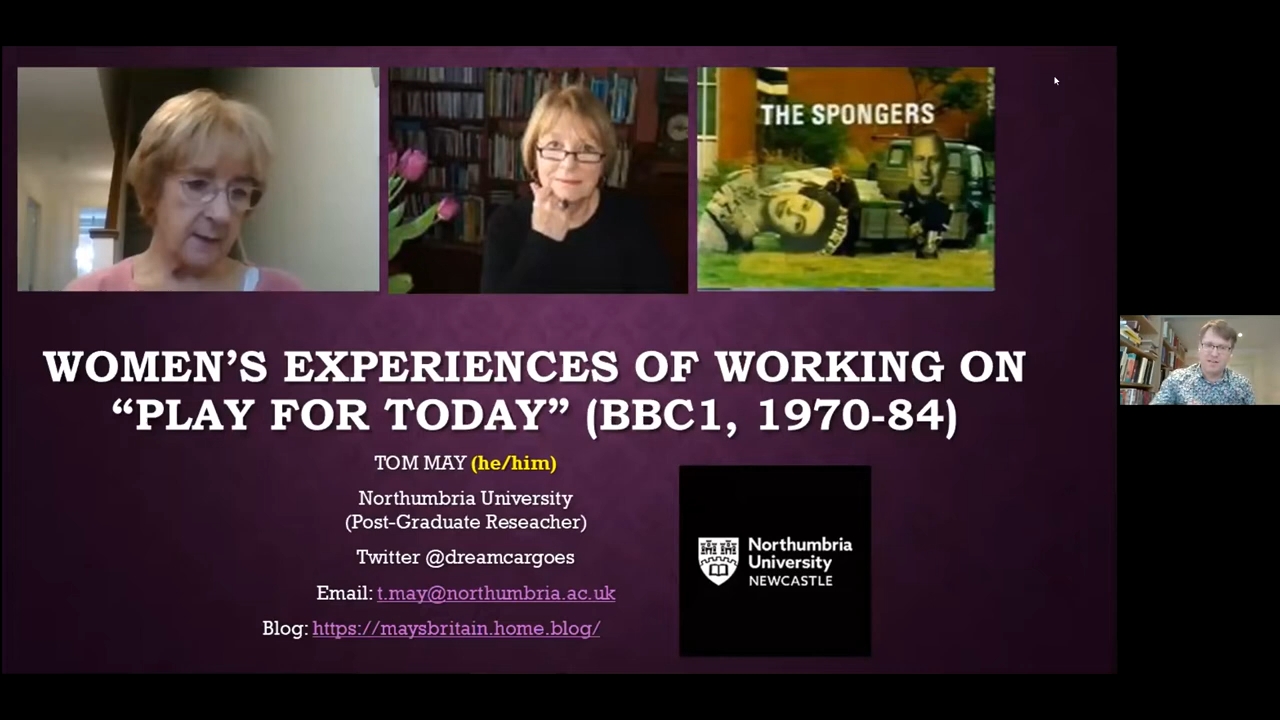 THE SPONGERS
WOMEN'S EXPERIENCES OF WORKING ON
“PLAY FOR TODAY” (BBC1, 1970-84)
TOM MAY (he/him)
Northumbria University
(Post-Graduate Reseacher)
Twitter @dreamcargoes
Email: t.may@northumbria.ac.uk
Blog: https://maysbritain.home.blog/
Northumbria
University
NEWCASTLE